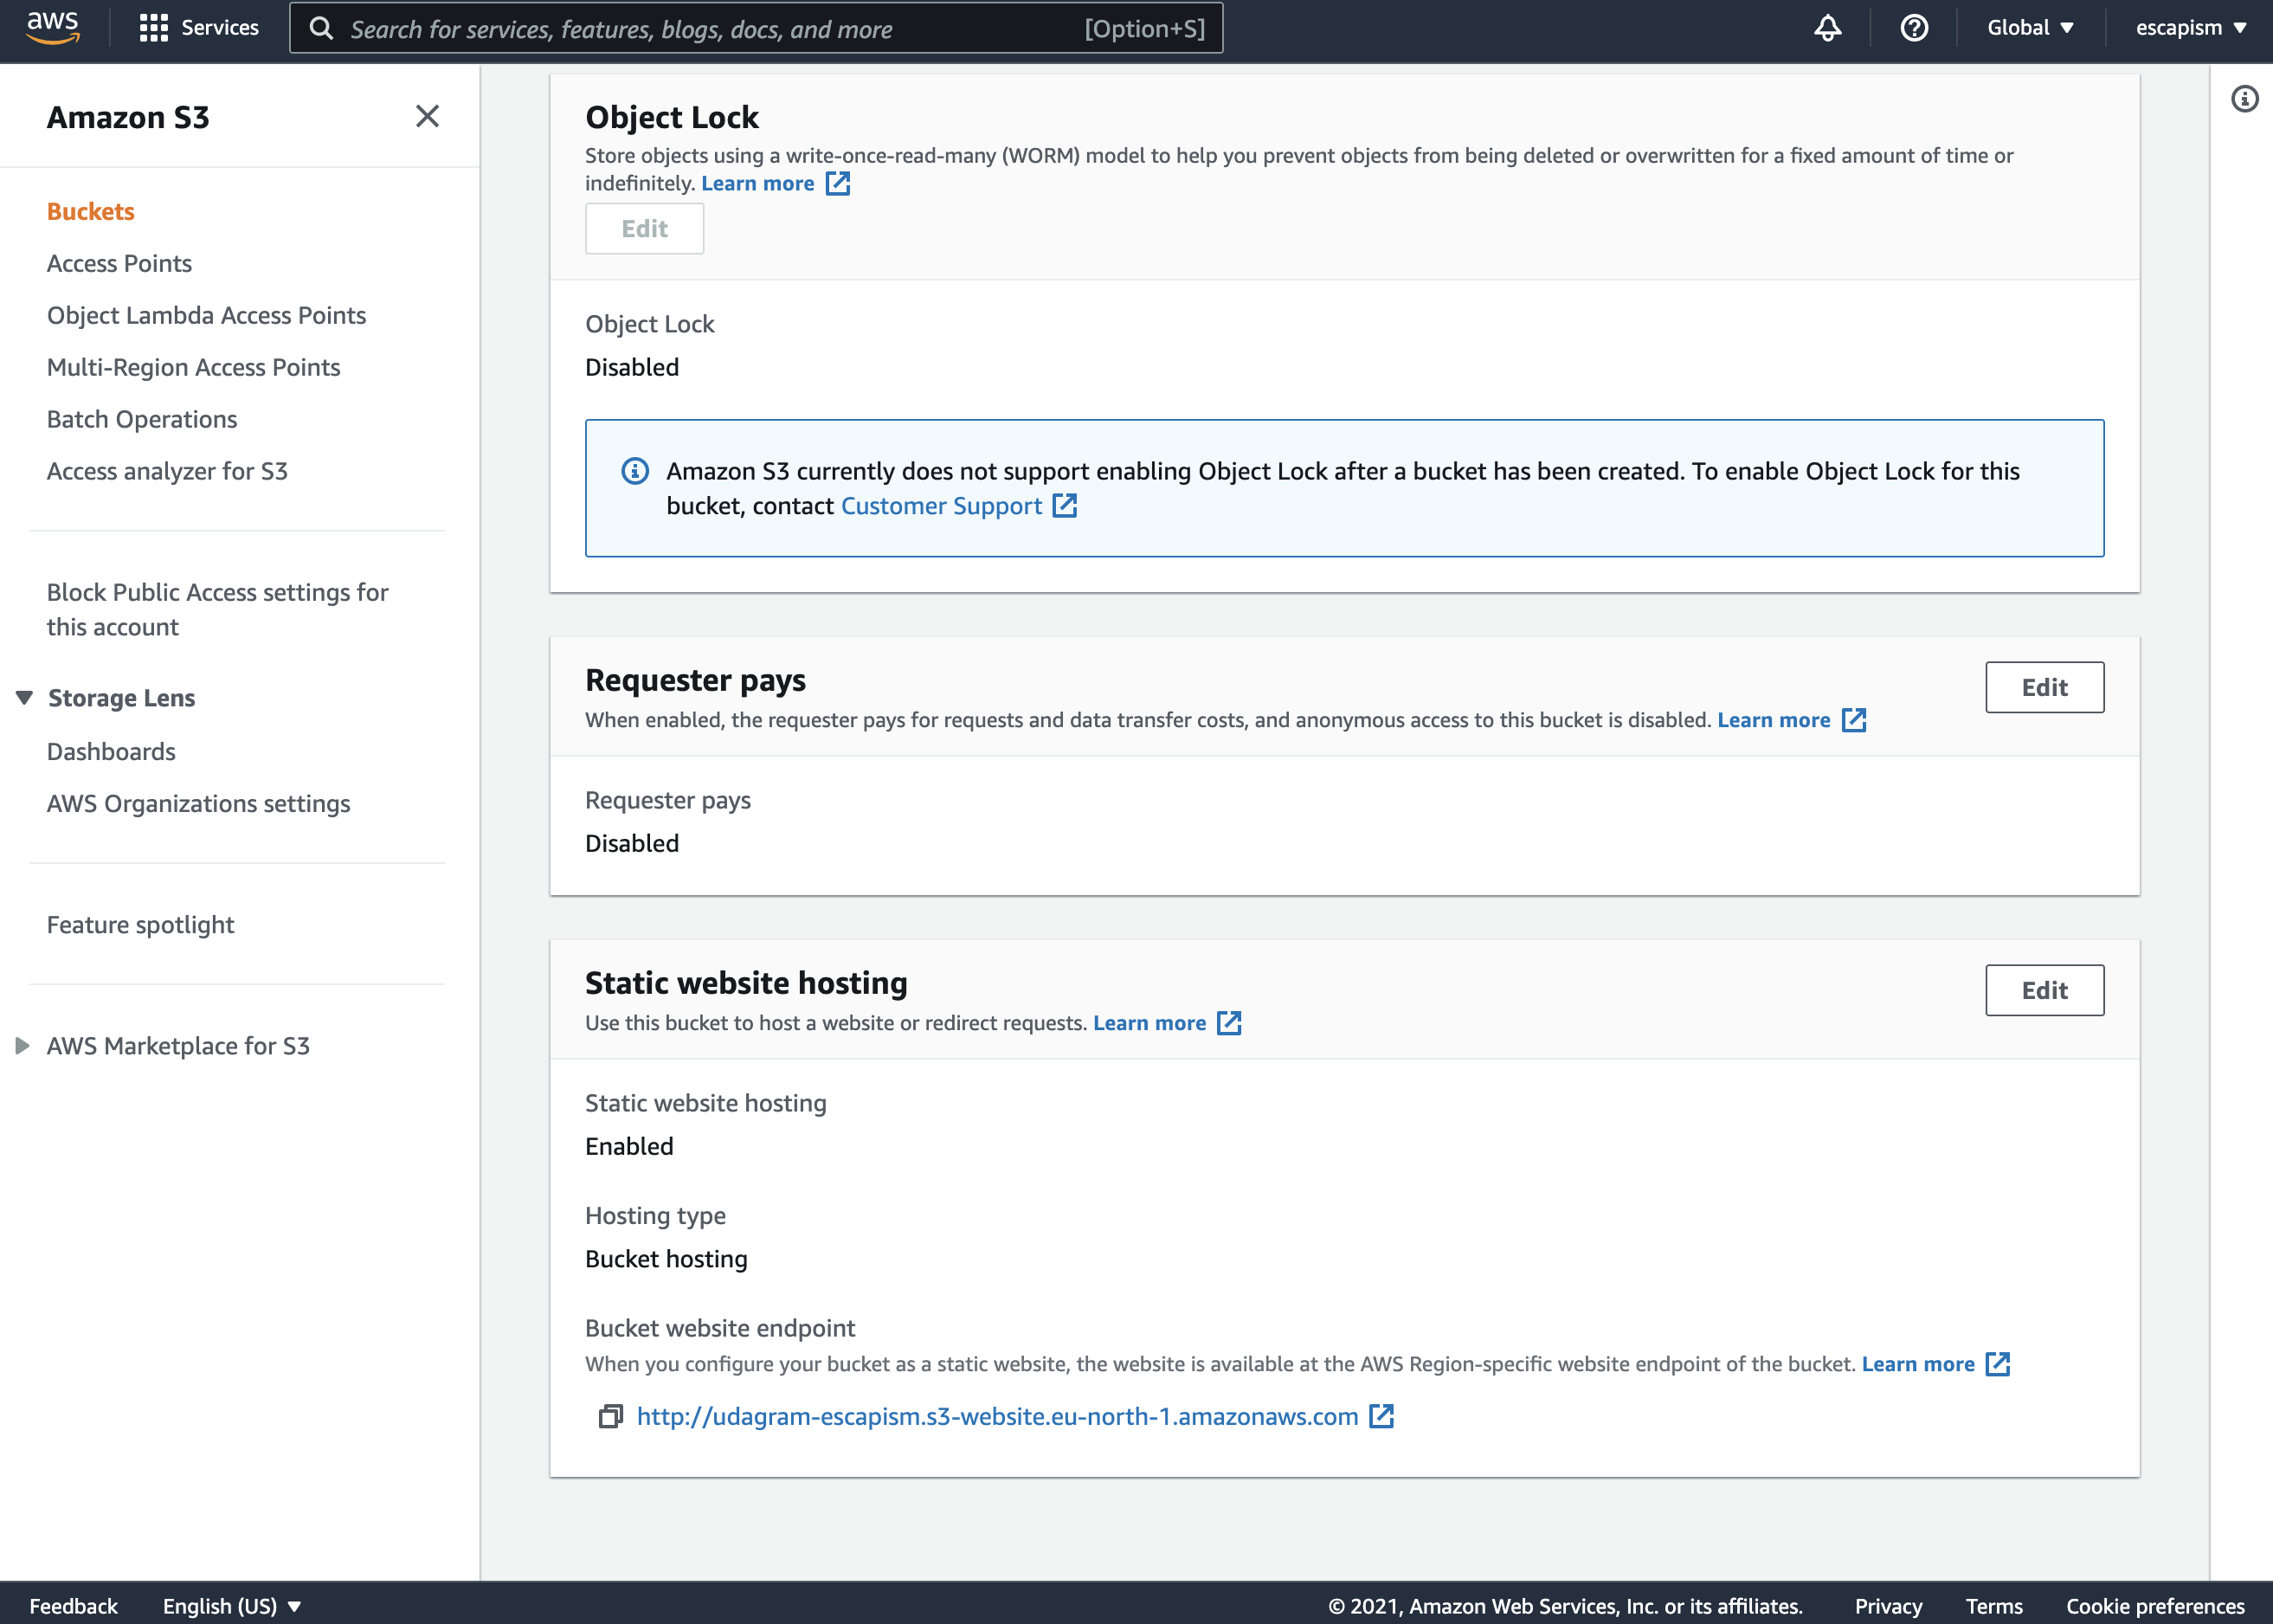 aws
Services
Search for services, features, blogs, docs, and more
[Option+S]
Global ▼
escapism ▼
Amazon S3
Buckets
Access Points
Object Lambda Access Points
Multi-Region Access Points
Batch Operations
Access analyzer for S3
Block Public Access settings for
this account
Storage Lens
Dashboards
AWS Organizations settings
Feature spotlight
AWS Marketplace for S3
Object Lock
Store objects using a write-once-read-many (WORM) model to help you prevent objects from being deleted or overwritten for a fixed amount of time or
indefinitely. Learn more
Edit
Object Lock
Disabled
Amazon S3 currently does not support enabling Object Lock after a bucket has been created. To enable Object Lock for this
bucket, contact Customer Support
Requester pays
Edit
When enabled, the requester pays for requests and data transfer costs, and anonymous access to this bucket is disabled. Learn more
Requester pays
Disabled
Static website hosting
Edit
Use this bucket to host a website or redirect requests. Learn more
Static website hosting
Enabled
Hosting type
Bucket hosting
Bucket website endpoint
When you configure your bucket as a static website, the website is available at the AWS Region-specific website endpoint of the bucket. Learn more
http://udagram-escapism.s3-website.eu-north-1.amazonaws.com
Feedback
English (US) ▼
© 2021, Amazon Web Services, Inc. or its affiliates.
Privacy
Terms
Cookie preferences